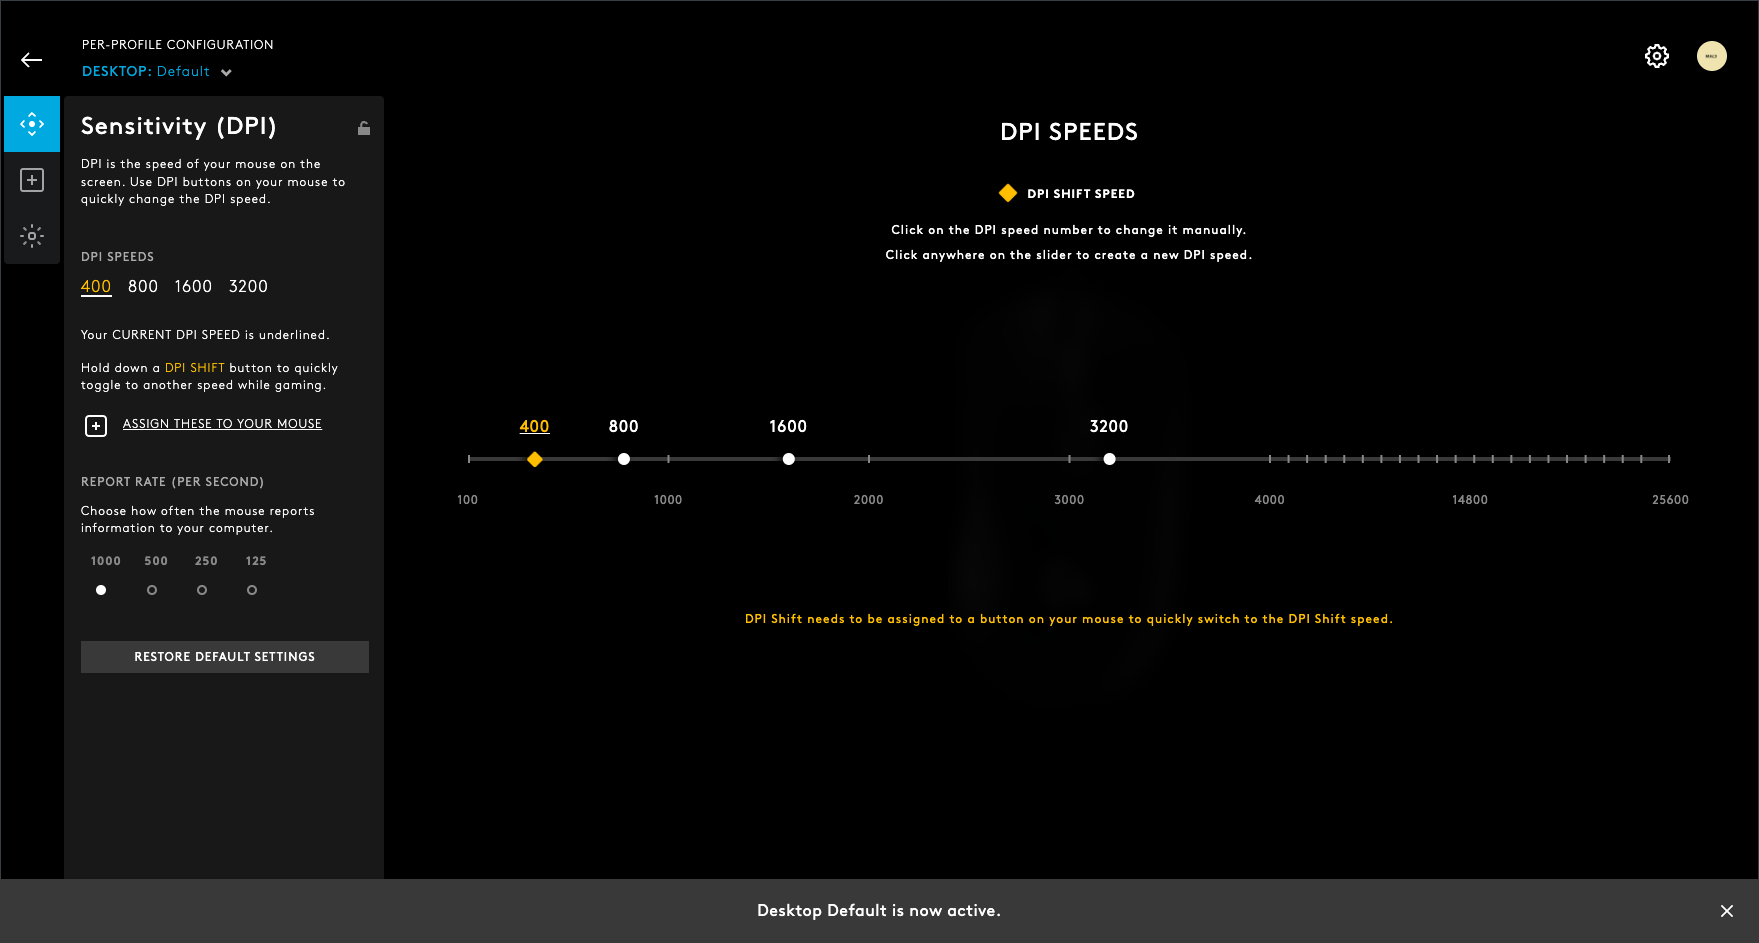 PER-PROFILE CONFIGURATION
DESKTOP: Default
Sensitivity (DPI)
DPI is the speed of your mouse on the
screen. Use DPI buttons on your mouse to
quickly change the DPI speed.
DPI SPEEDS
400 800 1600 3200
Your CURRENT DPI SPEED is underlined.
Hold down a DPI SHIFT button to quickly
toggle to another speed while gaming.
ASSIGN THESE TO YOUR MOUSE
REPORT RATE (PER SECOND)
Choose how often the mouse reports
information to your computer.
1000 500 250 125
RESTORE DEFAULT SETTINGS
DPI SPEEDS
DPI SHIFT SPEED
Click on the DPI speed number to change it manually.
Click anywhere on the slider to create a new DPI speed.
400 800 1600 3200
100 1000 2000 3000 4000 14800 25600
DPI Shift needs to be assigned to a button on your mouse to quickly switch to the DPI Shift speed.
Desktop Default is now active.